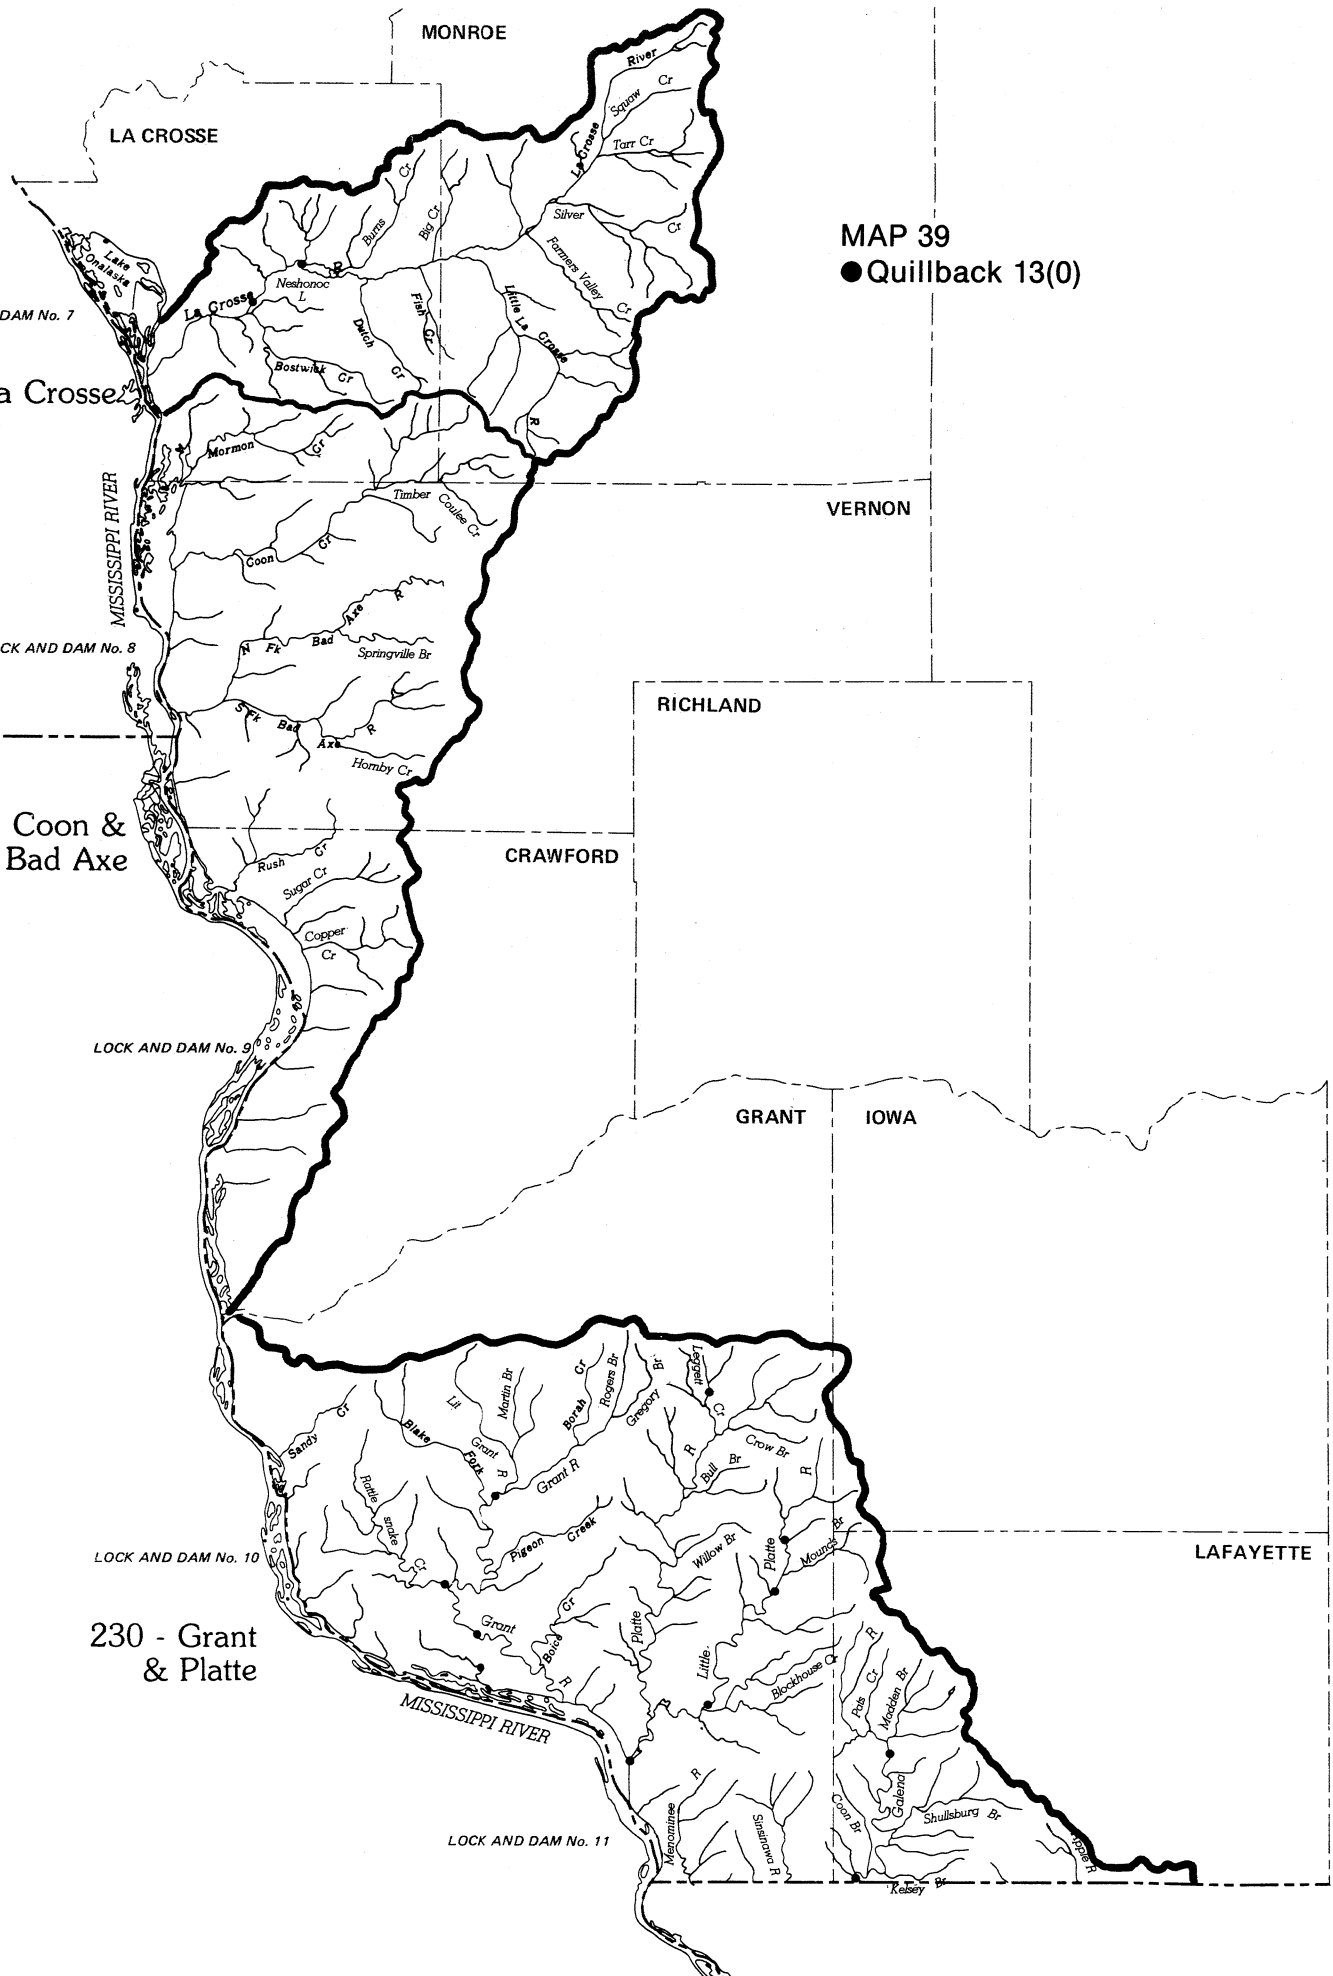 MONROE
LA CROSSE
River
Squaw Cr
La Crosse
Tarr Cr
Silver Cr
Burns Cr
Big Cr
Farmers Valley Cr
MAP 39
●Quillback 13(0)
Lake
Onalaska
Neshonoc
L
La Crosse
R
Dutch Cr
Fish Cr
Little La Crosse R
Bostwick Cr
DAM No. 7
a Crosse
Mormon Cr
Timber
Coulee Cr
VERNON
MISSISSIPPI RIVER
Coon Cr
N Fk Bad Axe R
Springville Br
CK AND DAM No. 8
S Fk Bad Axe R
Hornby Cr
RICHLAND
Coon &
Bad Axe
CRAWFORD
Rush Cr
Sugar Cr
Copper
Cr
LOCK AND DAM No. 9
GRANT
IOWA
Sandy Cr
Blake
Fork
Lit
Grant
R
Martin Br
Borah Cr
Rogers Br
Gregory Br
Leggett Cr
Crow Br
Bull Br
R
R
Grant R
Rattle
snake
Cr
Pigeon Creek
Willow Br
Platte
Mounds Br
LAFAYETTE
LOCK AND DAM No. 10
230 - Grant
& Platte
Grant
R
Boice Cr
Platte
Little
Blockhouse Cr
Pats Cr
R
Madden Br
MISSISSIPPI RIVER
Galena
Coon Br
Shullsburg Br
Menominee R
Sinsinawa R
Apple R
LOCK AND DAM No. 11
Kelsey Br